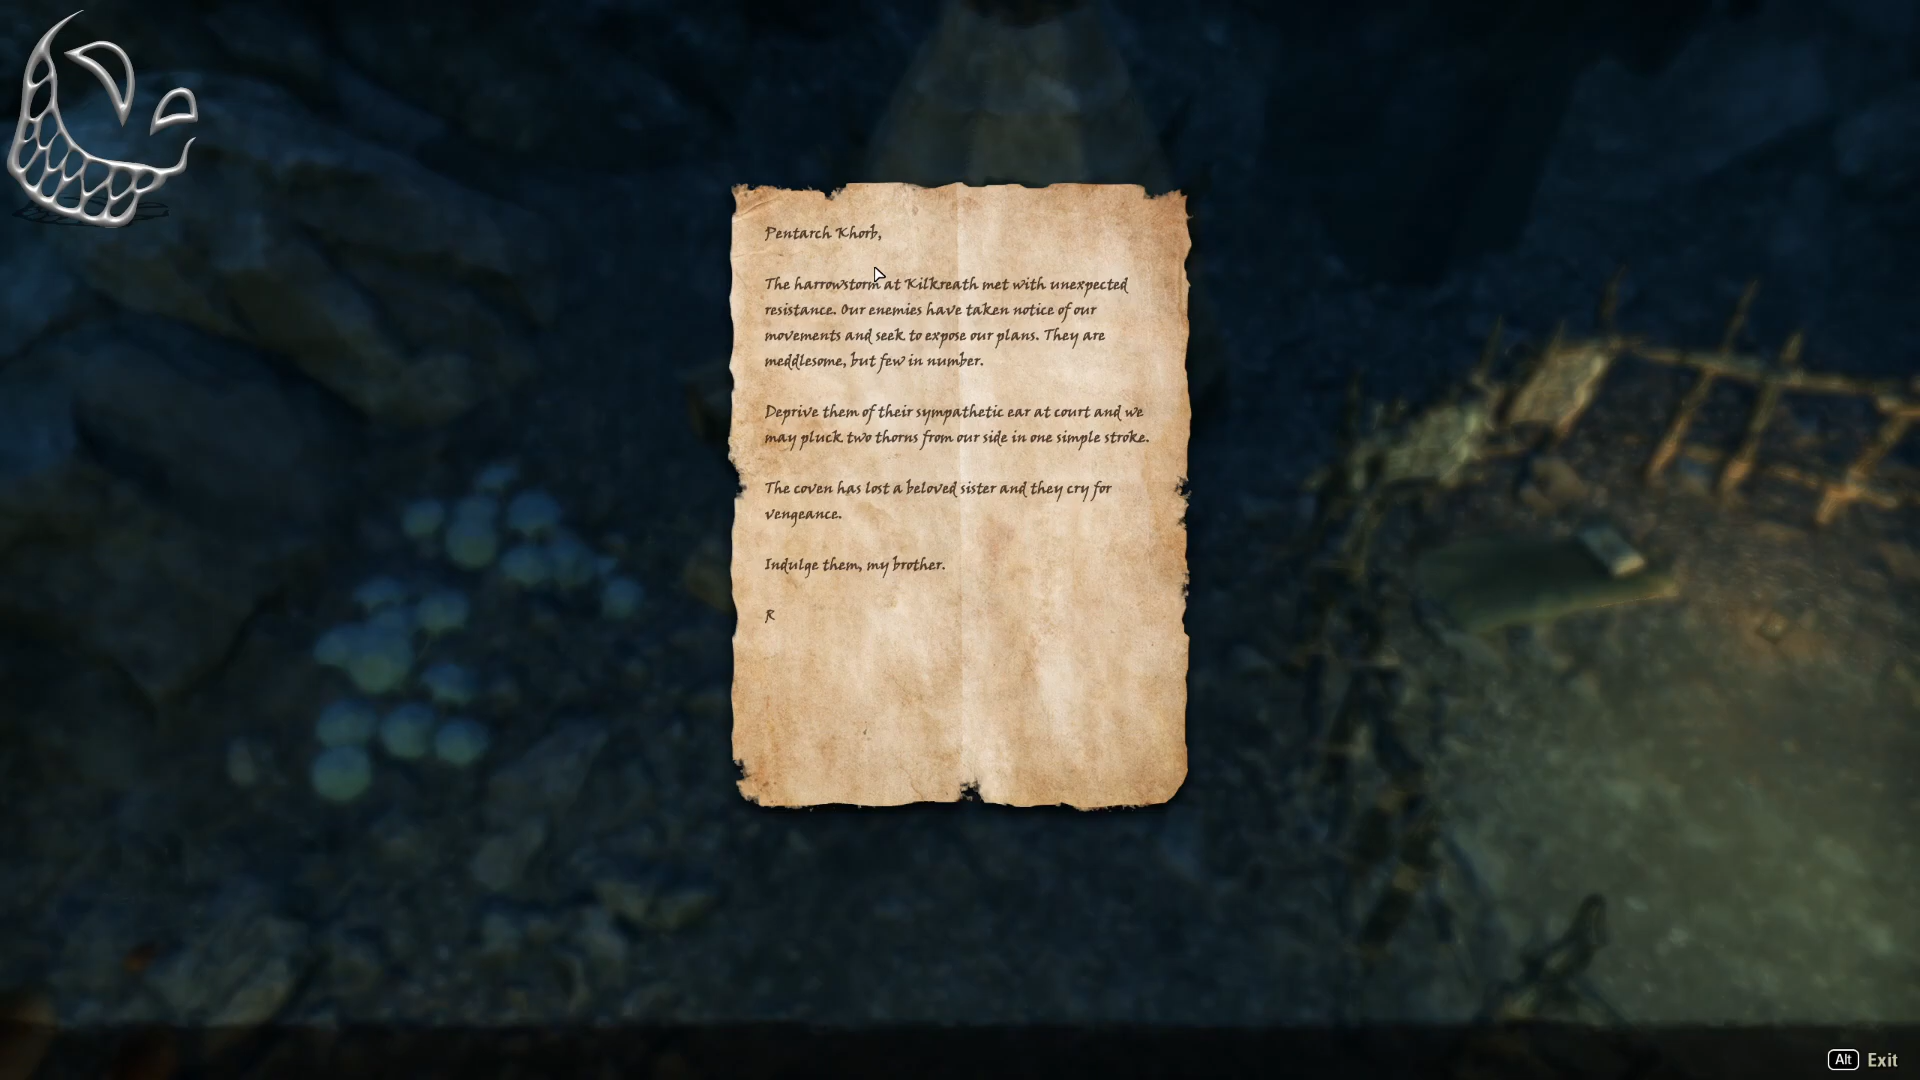 Pentarch Khorb,
The harrowstorm at Kilkreath met with unexpected
resistance. Our enemies have taken notice of our
movements and seek to expose our plans. They are
meddlesome, but few in number.
Deprive them of their sympathetic ear at court and we
may pluck two thorns from our side in one simple stroke.
The coven has lost a beloved sister and they cry for
vengeance.
Indulge them, my brother.
R
Alt Exit